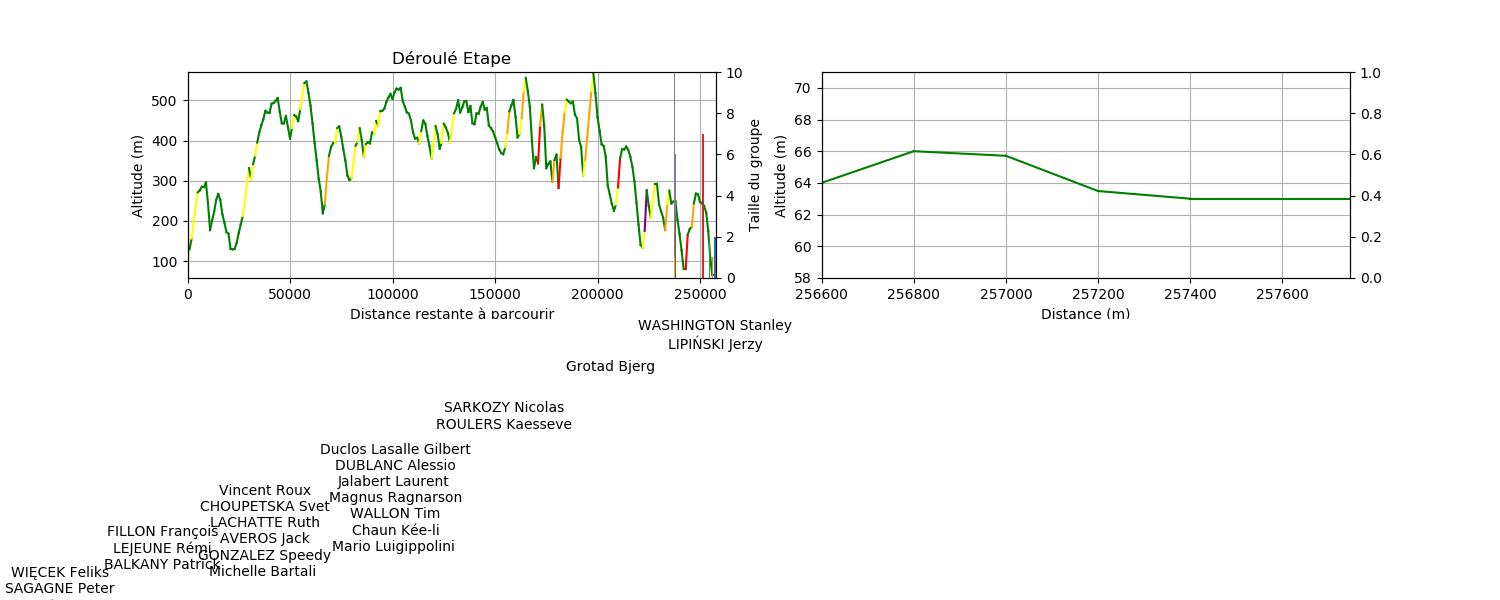 Déroulé Etape
500
400
300
200
100
Altitude (m)
10
8
6
4
2
0
Taille du groupe
0
50000
100000
150000
200000
250000
Distance restante à parcourir
70
68
66
64
62
60
58
Altitude (m)
1.0
0.8
0.6
0.4
0.2
0.0
256600
256800
257000
257200
257400
257600
Distance (m)
WASHINGTON Stanley
LIPIŃSKI Jerzy
Grotad Bjerg
SARKOZY Nicolas
ROULERS Kaesseve
Duclos Lasalle Gilbert
DUBLANC Alessio
Jalabert Laurent
Magnus Ragnarson
WALLON Tim
Chaun Kée-li
Mario Luigippolini
Vincent Roux
CHOUPETSKA Svet
LACHATTE Ruth
AVEROS Jack
GONZALEZ Speedy
Michelle Bartali
FILLON François
LEJEUNE Rémi
BALKANY Patrick
WIĘCEK Feliks
SAGAGNE Peter